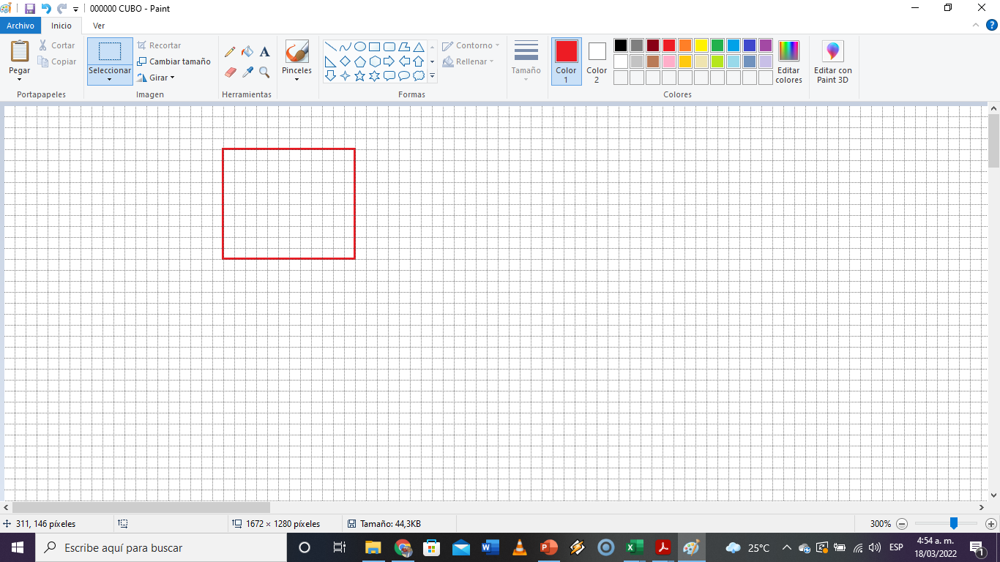 000000 CUBO - Paint
Archivo Inicio Ver
Pegar
Cortar
Copiar
Portapapeles
Seleccionar
Recortar
Cambiar tamaño
Girar
Imagen
A
Herramientas
Pinceles
Contorno
Rellenar
Formas
Tamaño
Color 1
Color 2
Editar colores
Colores
Editar con Paint 3D
311, 146 píxeles
1672 × 1280 píxeles
Tamaño: 44,3KB
300%
Escribe aquí para buscar
25°C
ESP
4:54 a. m.
18/03/2022
1